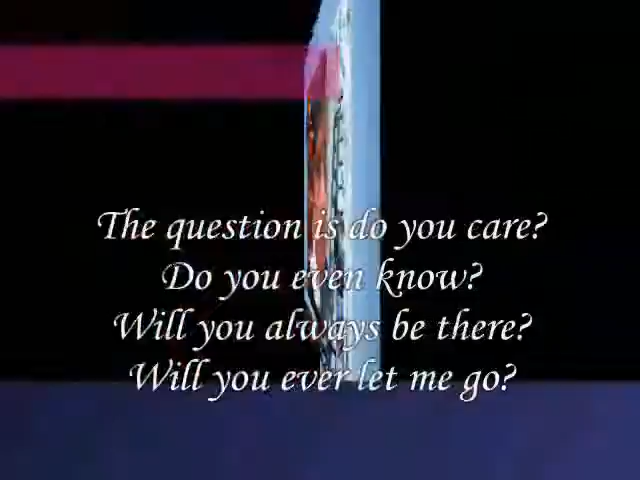 The question is do you care?
Do you even know?
Will you always be there?
Will you ever let me go?